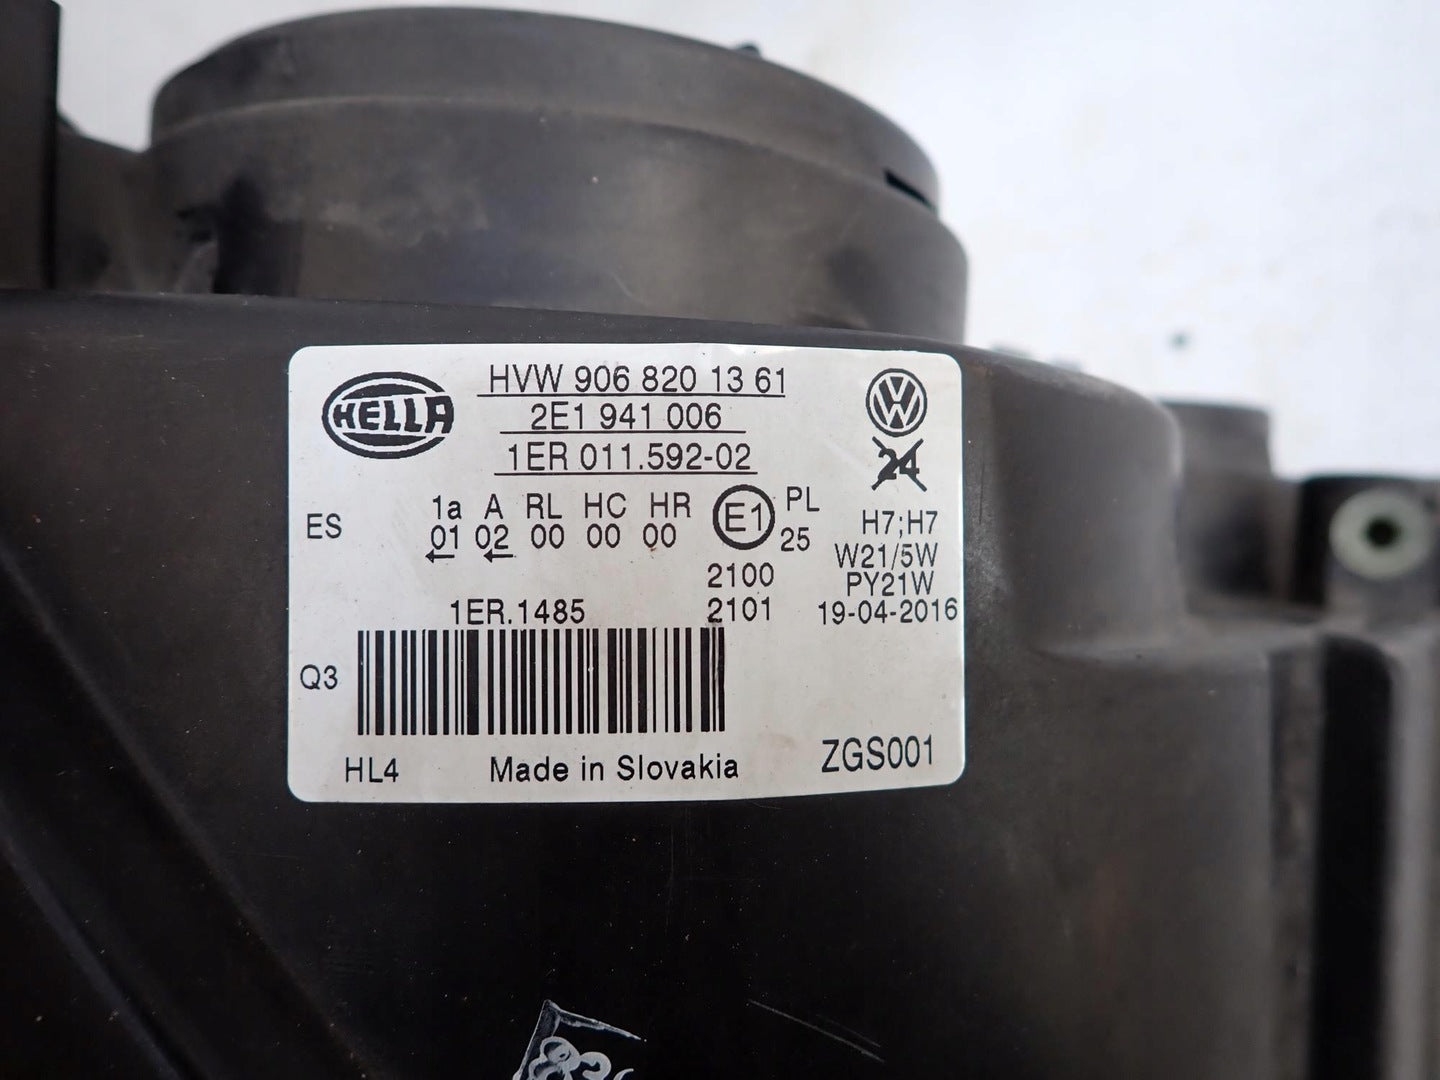 HELLA
HVW 906 820 13 61
2E1 941 006
1ER 011.592-02
24
ES
1a A RL HC HR E1 PL
01 02 00 00 00 25
H7;H7
W21/5W
2100 PY21W
1ER.1485 2101 19-04-2016
Q3
HL4 Made in Slovakia ZGS001